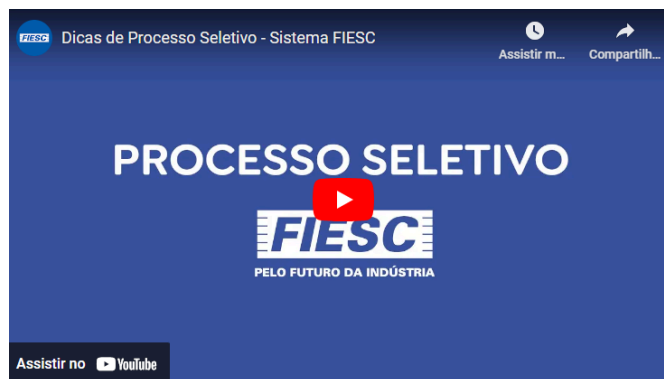 FIESC
Dicas de Processo Seletivo - Sistema FIESC
Assistir m...
Compartilh...
PROCESSO SELETIVO
FIESC
PELO FUTURO DA INDÚSTRIA
Assistir no YouTube